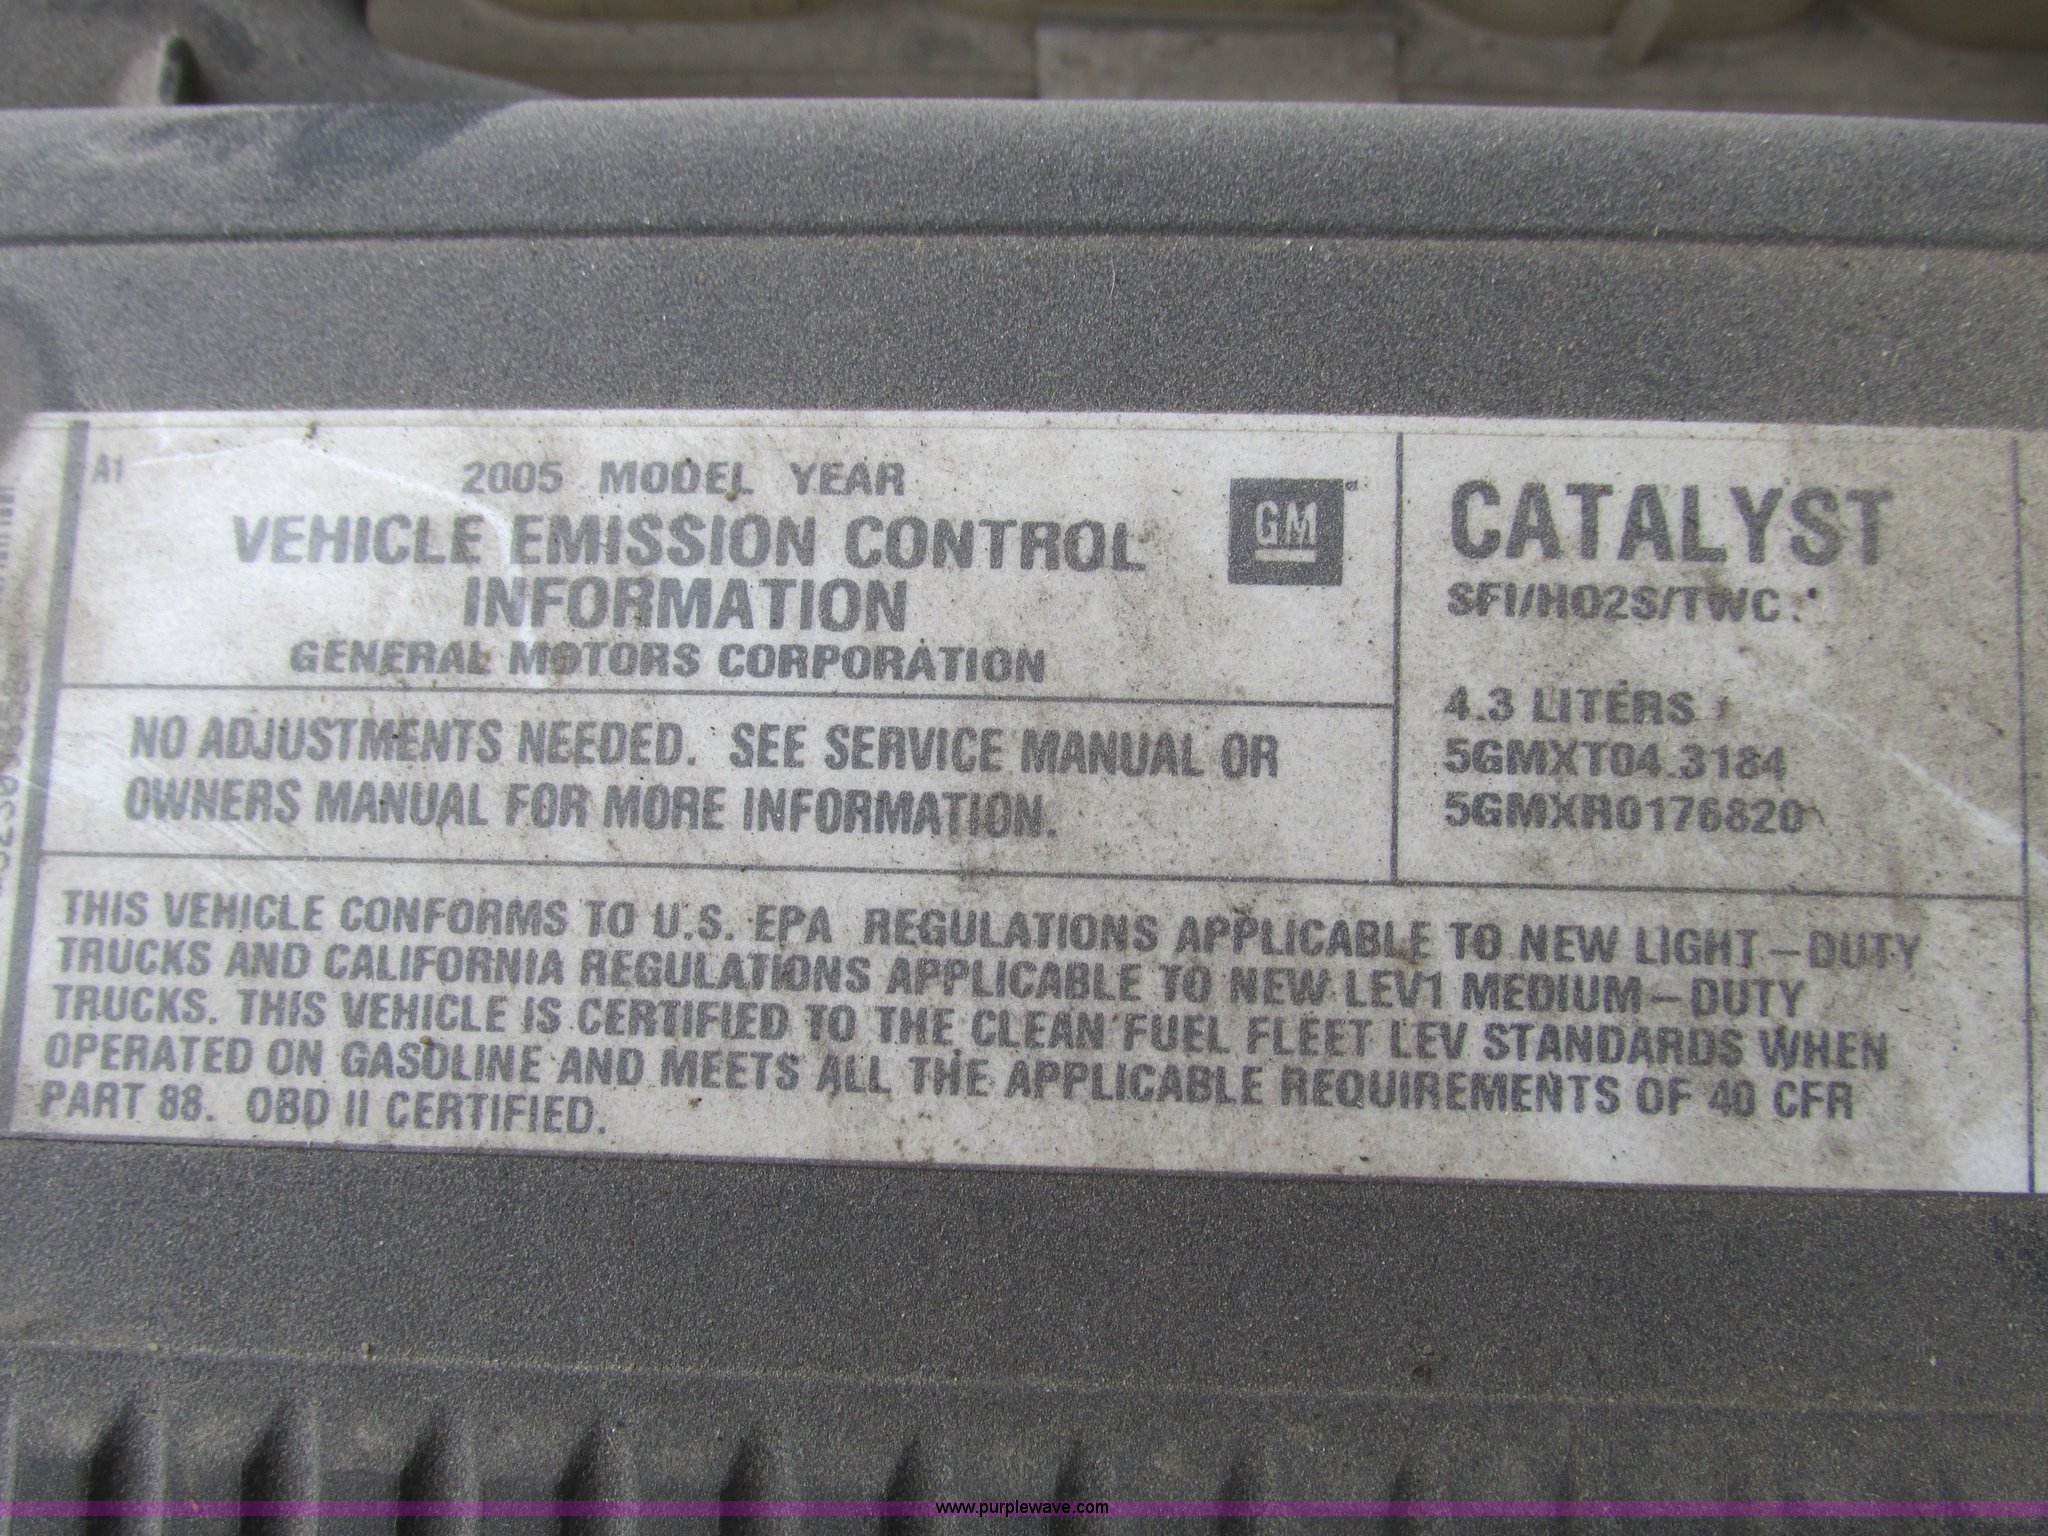 A1
2005 MODEL YEAR
VEHICLE EMISSION CONTROL
INFORMATION
GENERAL MOTORS CORPORATION
GM
CATALYST
SFI/HO2S/TWC
4.3 LITERS
5GMXT04.3184
5GMXR0176820
NO ADJUSTMENTS NEEDED. SEE SERVICE MANUAL OR
OWNERS MANUAL FOR MORE INFORMATION.
THIS VEHICLE CONFORMS TO U.S. EPA REGULATIONS APPLICABLE TO NEW LIGHT-DUTY
TRUCKS AND CALIFORNIA REGULATIONS APPLICABLE TO NEW LEV1 MEDIUM-DUTY
TRUCKS. THIS VEHICLE IS CERTIFIED TO THE CLEAN FUEL FLEET LEV STANDARDS WHEN
OPERATED ON GASOLINE AND MEETS ALL THE APPLICABLE REQUIREMENTS OF 40 CFR
PART 88. OBD II CERTIFIED.
www.purplewave.com